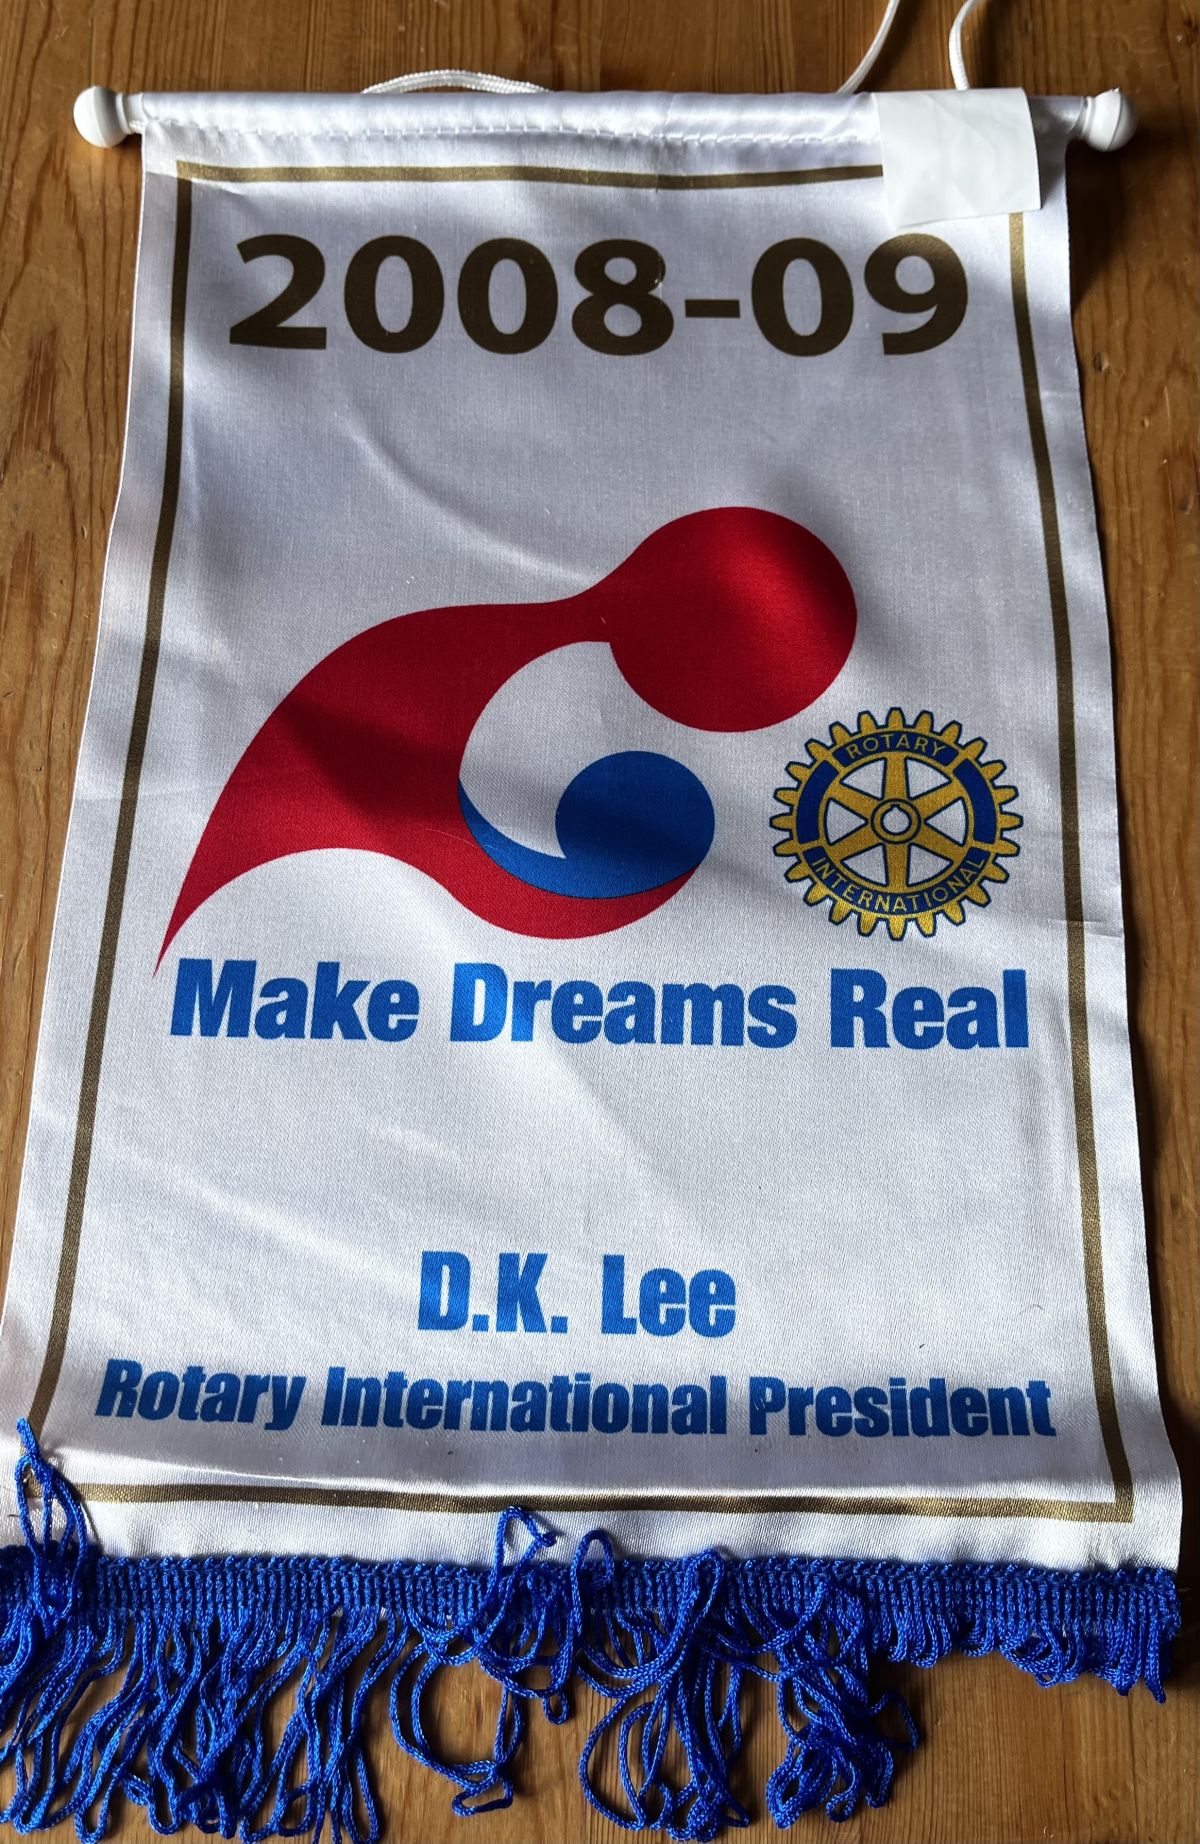 2008-09
ROTARY
INTERNATIONAL
Make Dreams Real
D.K. Lee
Rotary International President